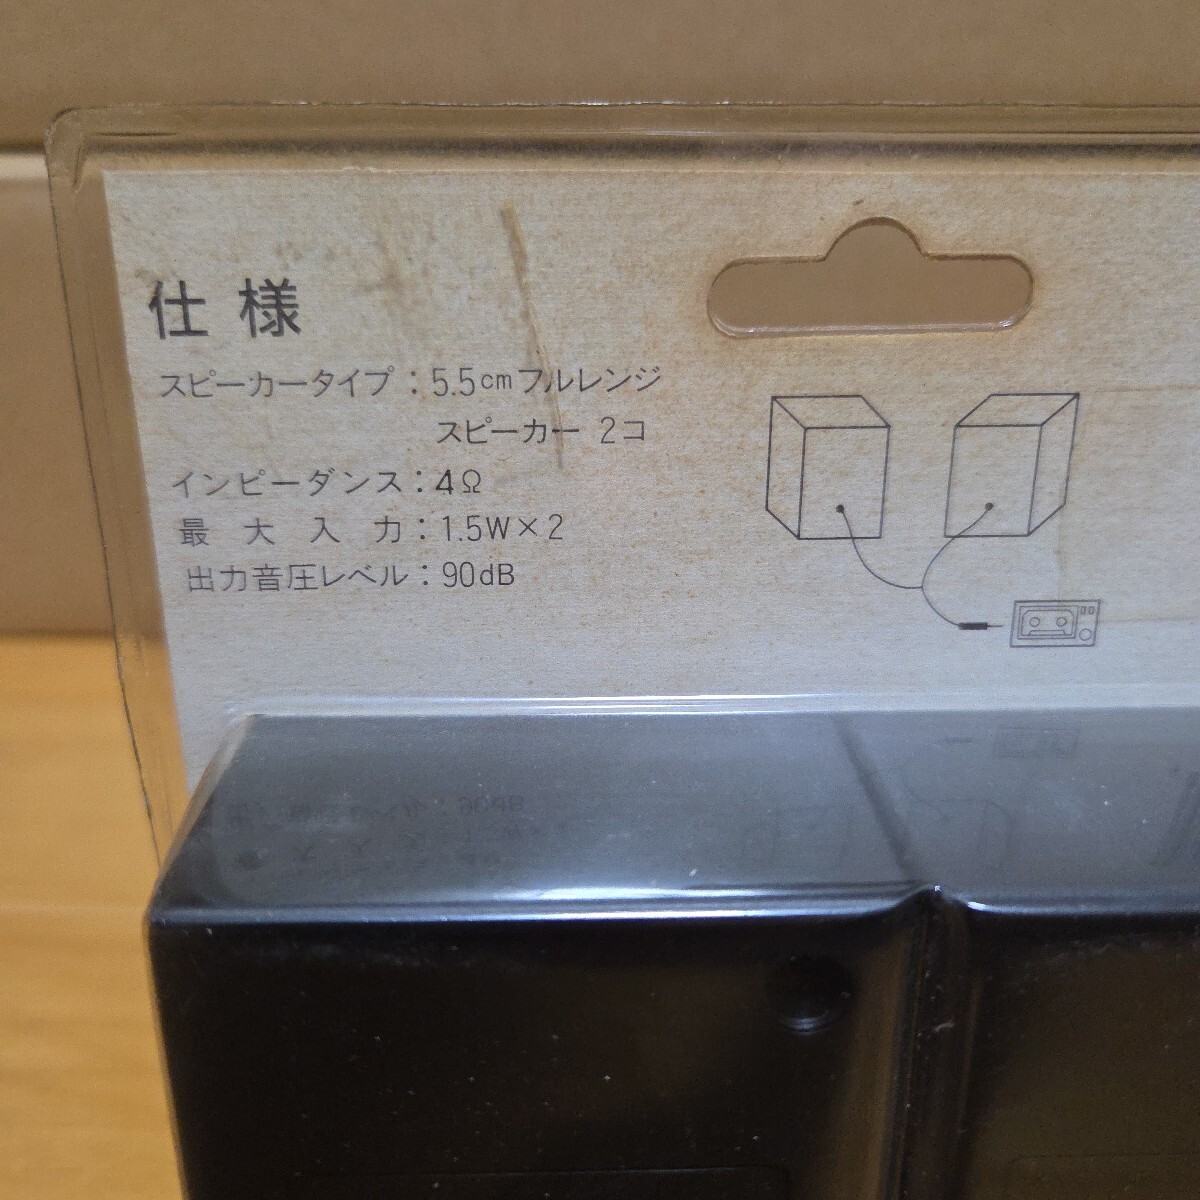 仕様
スピーカータイプ：5.5cmフルレンジ
スピーカー 2コ
インピーダンス：4Ω
最大入力：1.5W×2
出力音圧レベル：90dB